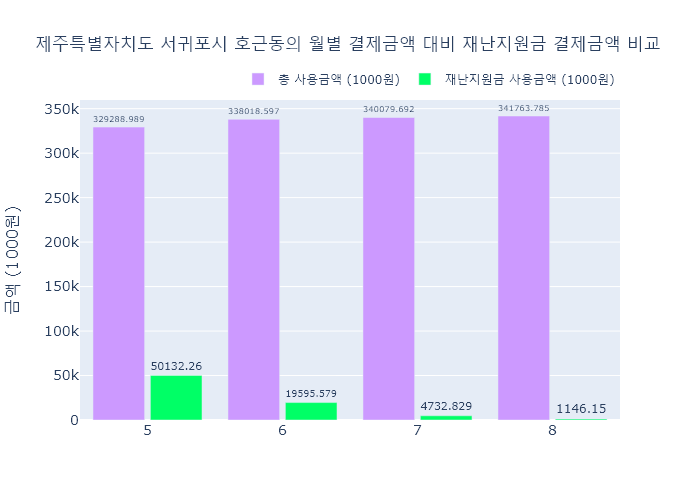 제주특별자치도 서귀포시 호근동의 월별 결제금액 대비 재난지원금 결제금액 비교
총 사용금액 (1000원)
재난지원금 사용금액 (1000원)
금액 (1000원)
350k
300k
250k
200k
150k
100k
50k
0
329288.989
338018.597
340079.692
341763.785
50132.26
19595.579
4732.829
1146.15
5
6
7
8